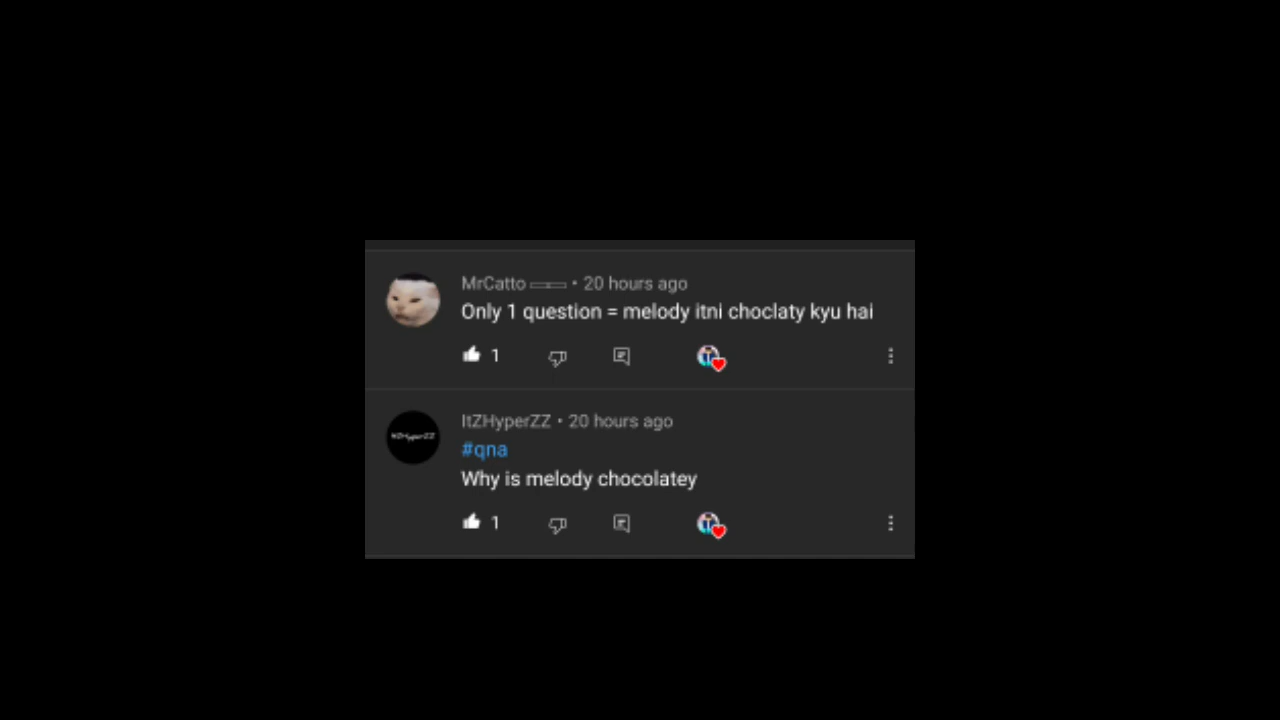 MrCatto • 20 hours ago
Only 1 question = melody itni choclaty kyu hai
1
ItZHyperZZ • 20 hours ago
#qna
Why is melody chocolatey
1